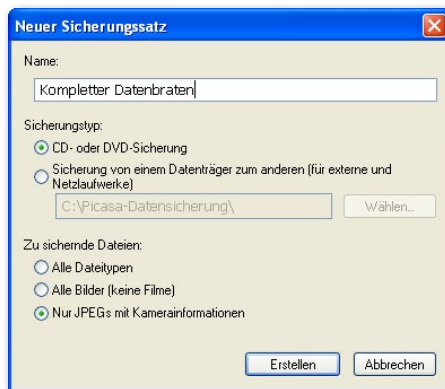 Neuer Sicherungssatz
Name:
Kompletter Datenbraten
Sicherungstyp:
CD- oder DVD-Sicherung
Sicherung von einem Datenträger zum anderen (für externe und
Netzlaufwerke)
C:\Picasa-Datensicherung\ Wählen...
Zu sichernde Dateien:
Alle Dateitypen
Alle Bilder (keine Filme)
Nur JPEGs mit Kamerainformationen
Erstellen Abbrechen